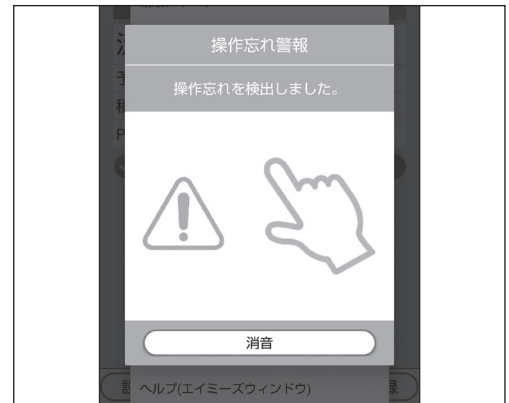 操作忘れ警報
操作忘れを検出しました。
消音
ヘルプ(エイミーズウィンドウ)